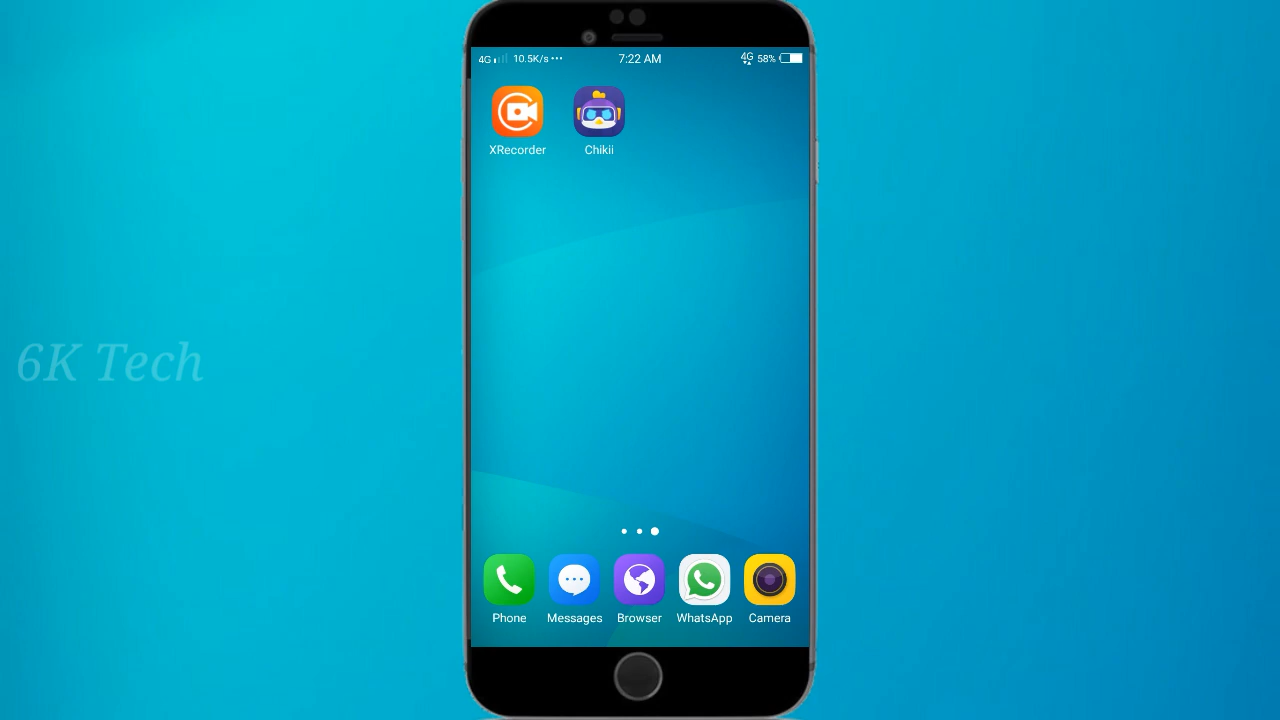 4G 10.5K/s ••• 7:22 AM 4G 58%
XRecorder Chikii
6K Tech
Phone Messages Browser WhatsApp Camera